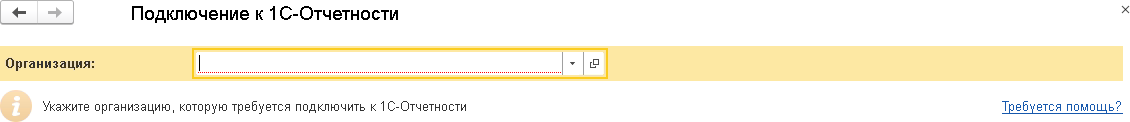 Подключение к 1С-Отчетности
Организация:
Укажите организацию, которую требуется подключить к 1С-Отчетности
Требуется помощь?